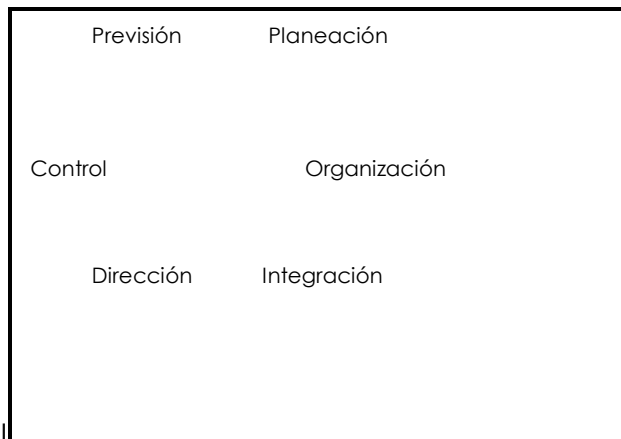 Previsión Planeación
Control Organización
Dirección Integración